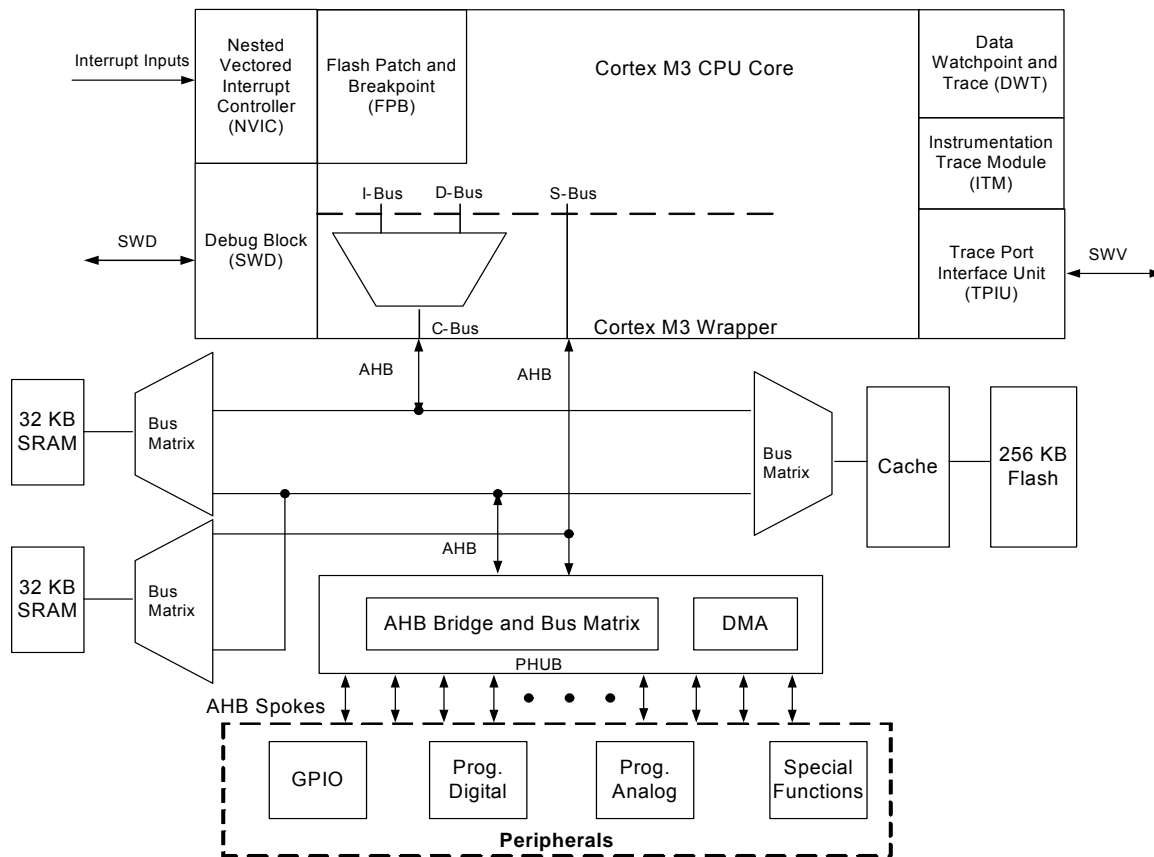 Nested
Vectored
Interrupt
Controller
(NVIC)
Interrupt Inputs
Flash Patch and
Breakpoint
(FPB)
Cortex M3 CPU Core
Data
Watchpoint and
Trace (DWT)
Instrumentation
Trace Module
(ITM)
I-Bus
D-Bus
S-Bus
SWD
Debug Block
(SWD)
Trace Port
Interface Unit
(TPIU)
SWV
C-Bus
Cortex M3 Wrapper
AHB
AHB
32 KB
SRAM
Bus
Matrix
Bus
Matrix
Cache
256 KB
Flash
AHB
32 KB
SRAM
Bus
Matrix
AHB Bridge and Bus Matrix
DMA
PHUB
AHB Spokes
GPIO
Prog.
Digital
Prog.
Analog
Special
Functions
Peripherals